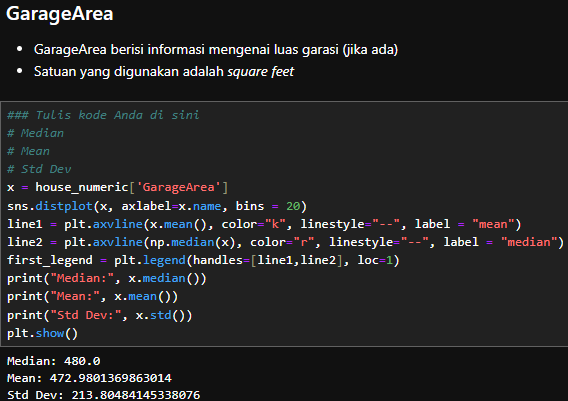 GarageArea
• GarageArea berisi informasi mengenai luas garasi (jika ada)
• Satuan yang digunakan adalah square feet
### Tulis kode Anda di sini
# Median
# Mean
# Std Dev
x = house_numeric['GarageArea']
sns.distplot(x, axlabel=x.name, bins = 20)
line1 = plt.axvline(x.mean(), color="k", linestyle="--", label = "mean")
line2 = plt.axvline(np.median(x), color="r", linestyle="--", label = "median")
first_legend = plt.legend(handles=[line1,line2], loc=1)
print("Median:", x.median())
print("Mean:", x.mean())
print("Std Dev:", x.std())
plt.show()
Median: 480.0
Mean: 472.9801369863014
Std Dev: 213.80484145338076